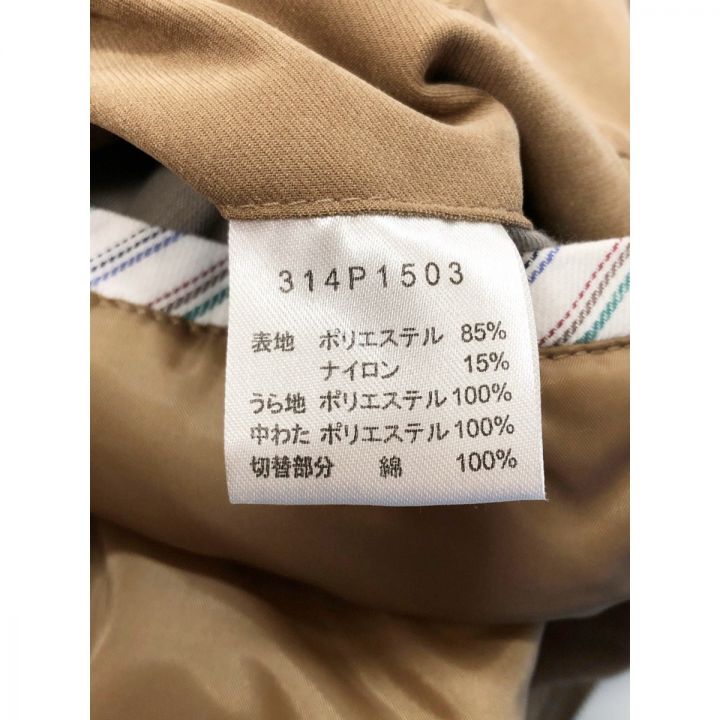 314P1503
表地 ポリエステル 85%
ナイロン 15%
うら地 ポリエステル 100%
中わた ポリエステル 100%
切替部分 綿 100%